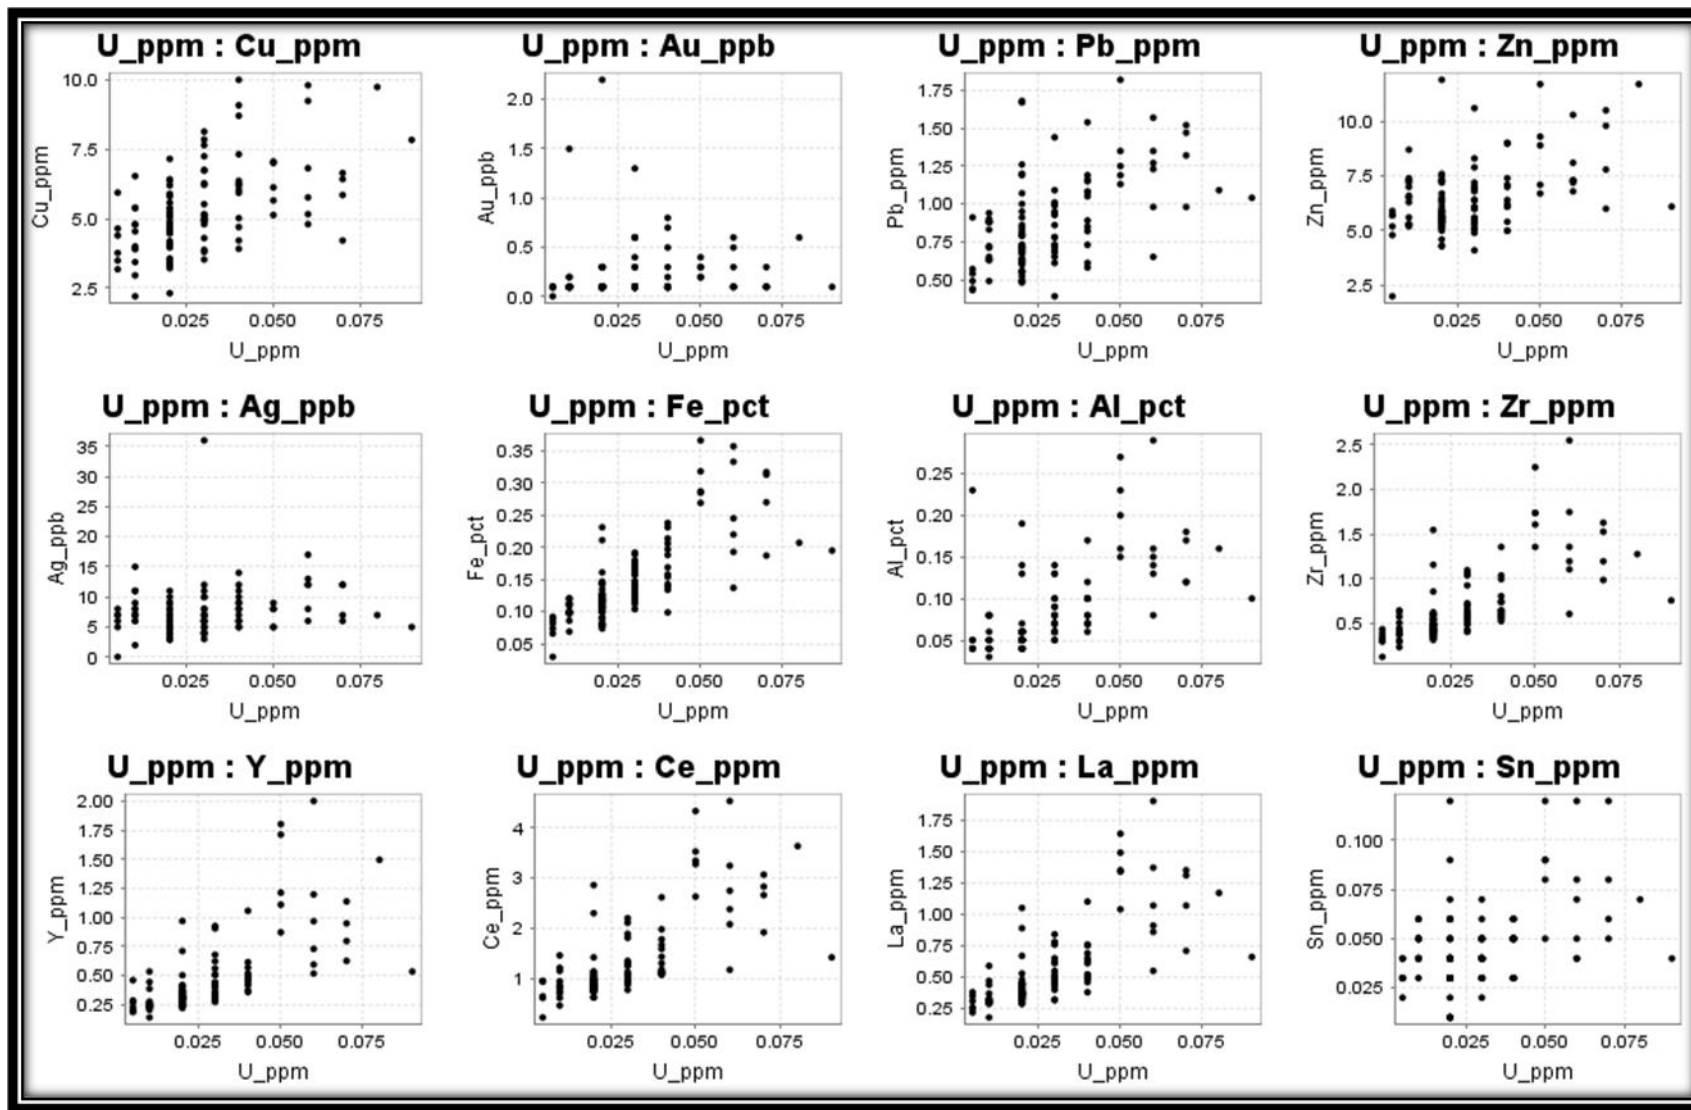 U_ppm : Cu_ppm
10.0
7.5
5.0
2.5
Cu_ppm
0.025 0.050 0.075
U_ppm
U_ppm : Au_ppb
2.0
1.5
1.0
0.5
0.0
Au_ppb
0.025 0.050 0.075
U_ppm
U_ppm : Pb_ppm
1.75
1.50
1.25
1.00
0.75
0.50
Pb_ppm
0.025 0.050 0.075
U_ppm
U_ppm : Zn_ppm
10.0
7.5
5.0
2.5
Zn_ppm
0.025 0.050 0.075
U_ppm
U_ppm : Ag_ppb
35
30
25
20
15
10
5
0
Ag_ppb
0.025 0.050 0.075
U_ppm
U_ppm : Fe_pct
0.35
0.30
0.25
0.20
0.15
0.10
0.05
Fe_pct
0.025 0.050 0.075
U_ppm
U_ppm : Al_pct
0.25
0.20
0.15
0.10
0.05
Al_pct
0.025 0.050 0.075
U_ppm
U_ppm : Zr_ppm
2.5
2.0
1.5
1.0
0.5
Zr_ppm
0.025 0.050 0.075
U_ppm
U_ppm : Y_ppm
2.00
1.75
1.50
1.25
1.00
0.75
0.50
0.25
Y_ppm
0.025 0.050 0.075
U_ppm
U_ppm : Ce_ppm
4
3
2
1
Ce_ppm
0.025 0.050 0.075
U_ppm
U_ppm : La_ppm
1.75
1.50
1.25
1.00
0.75
0.50
0.25
La_ppm
0.025 0.050 0.075
U_ppm
U_ppm : Sn_ppm
0.100
0.075
0.050
0.025
Sn_ppm
0.025 0.050 0.075
U_ppm